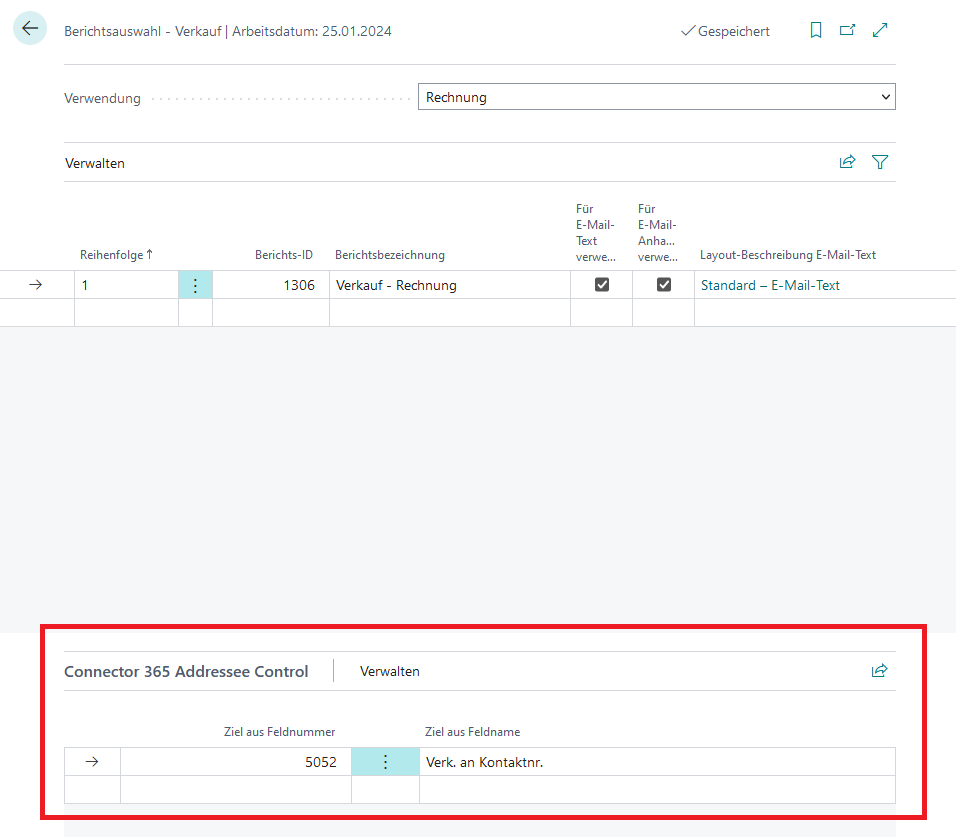 Berichtsauswahl - Verkauf | Arbeitsdatum: 25.01.2024
Gespeichert
Verwendung
Rechnung
Verwalten
Reihenfolge ↑
Berichts-ID
Berichtsbezeichnung
Für
E-Mail-
Text
verwe...
Für
E-Mail-
Anha...
verwe...
Layout-Beschreibung E-Mail-Text
1
1306
Verkauf - Rechnung
Standard – E-Mail-Text
Connector 365 Addressee Control
Verwalten
Ziel aus Feldnummer
Ziel aus Feldname
5052
Verk. an Kontaktnr.